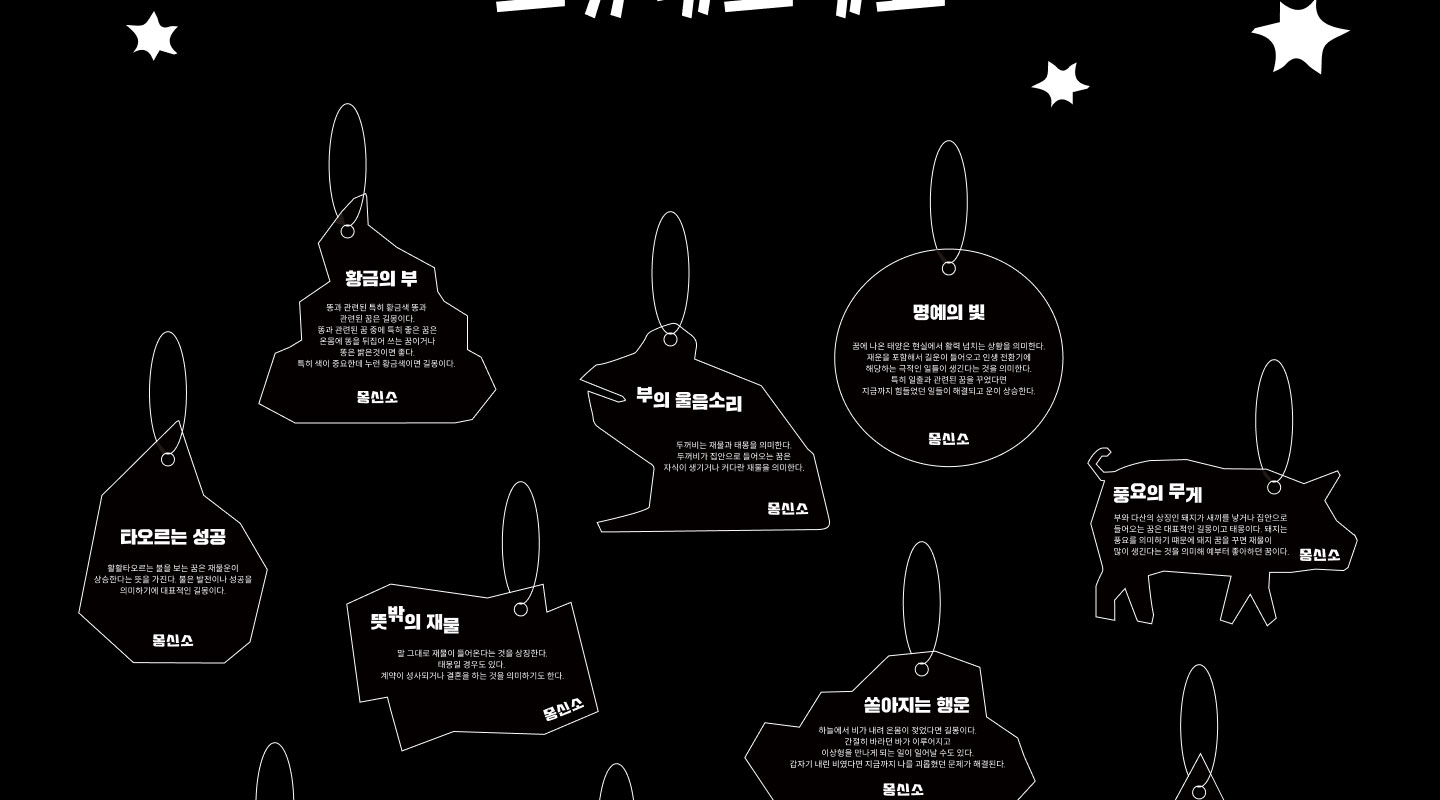 황금의 부
똥과 관련된 특히 황금색 똥과
관련된 꿈은 길몽이다.
똥과 관련된 꿈 중에 특히 좋은 꿈은
온몸에 똥을 뒤집어 쓰는 꿈이거나
똥은 밝은것이면 좋다.
특히 색이 중요한데 누런 황금색이면 길몽이다.
몽신소
부의 울음소리
두꺼비는 재물과 태몽을 의미한다.
두꺼비가 집안으로 들어오는 꿈은
자식이 생기거나 커다란 재물을 의미한다.
몽신소
명예의 빛
꿈에 나온 태양은 현실에서 활력 넘치는 상황을 의미한다.
재운을 포함해서 길운이 들어오고 인생 전환기에
해당하는 극적인 일들이 생긴다는 것을 의미한다.
특히 일출과 관련된 꿈을 꾸었다면
지금까지 힘들었던 일들이 해결되고 운이 상승한다.
몽신소
풍요의 무게
부와 다산의 상징인 돼지가 새끼를 낳거나 집안으로
들어오는 꿈은 대표적인 길몽이고 태몽이다. 돼지는
풍요를 의미하기 때문에 돼지 꿈을 꾸면 재물이
많이 생긴다는 것을 의미해 예부터 좋아하던 꿈이다.
몽신소
타오르는 성공
활활타오르는 불을 보는 꿈은 재물운이
상승한다는 뜻을 가진다. 불은 발전이나 성공을
의미하기에 대표적인 길몽이다.
몽신소
뜻밖의 재물
말 그대로 재물이 들어온다는 것을 상징한다.
태몽일 경우도 있다.
계약이 성사되거나 결혼을 하는 것을 의미하기도 한다.
몽신소
쏟아지는 행운
하늘에서 비가 내려 온몸이 젖었다면 길몽이다.
간절히 바라던 바가 이루어지고
이상형을 만나게 되는 일이 일어날 수도 있다.
갑자기 내린 비였다면 지금까지 나를 괴롭혔던 문제가 해결된다.
몽신소